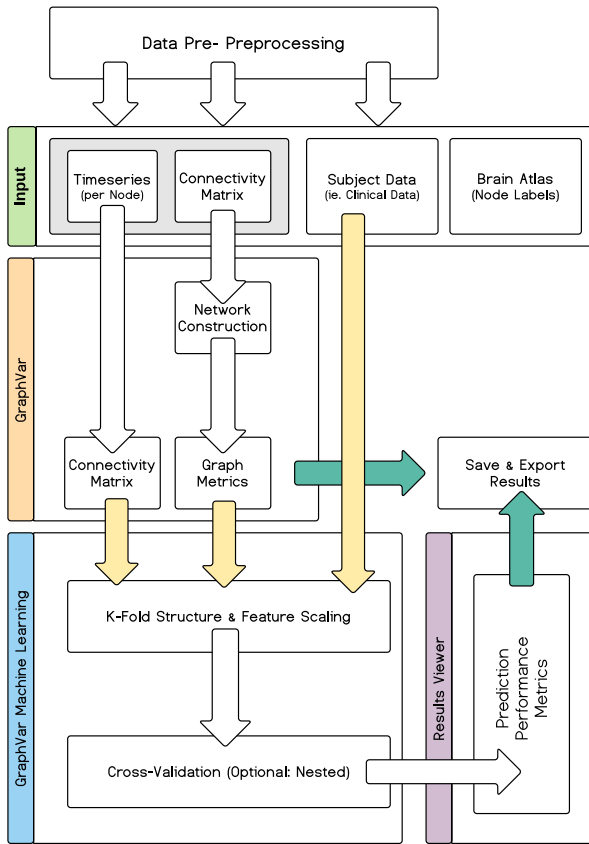 Data Pre- Preprocessing
Input
Timeseries
(per Node)
Connectivity
Matrix
Subject Data
(ie. Clinical Data)
Brain Atlas
(Node Labels)
GraphVar
Network
Construction
Connectivity
Matrix
Graph
Metrics
Save & Export
Results
GraphVar Machine Learning
K-Fold Structure & Feature Scaling
Cross-Validation (Optional: Nested)
Results Viewer
Prediction
Performance
Metrics